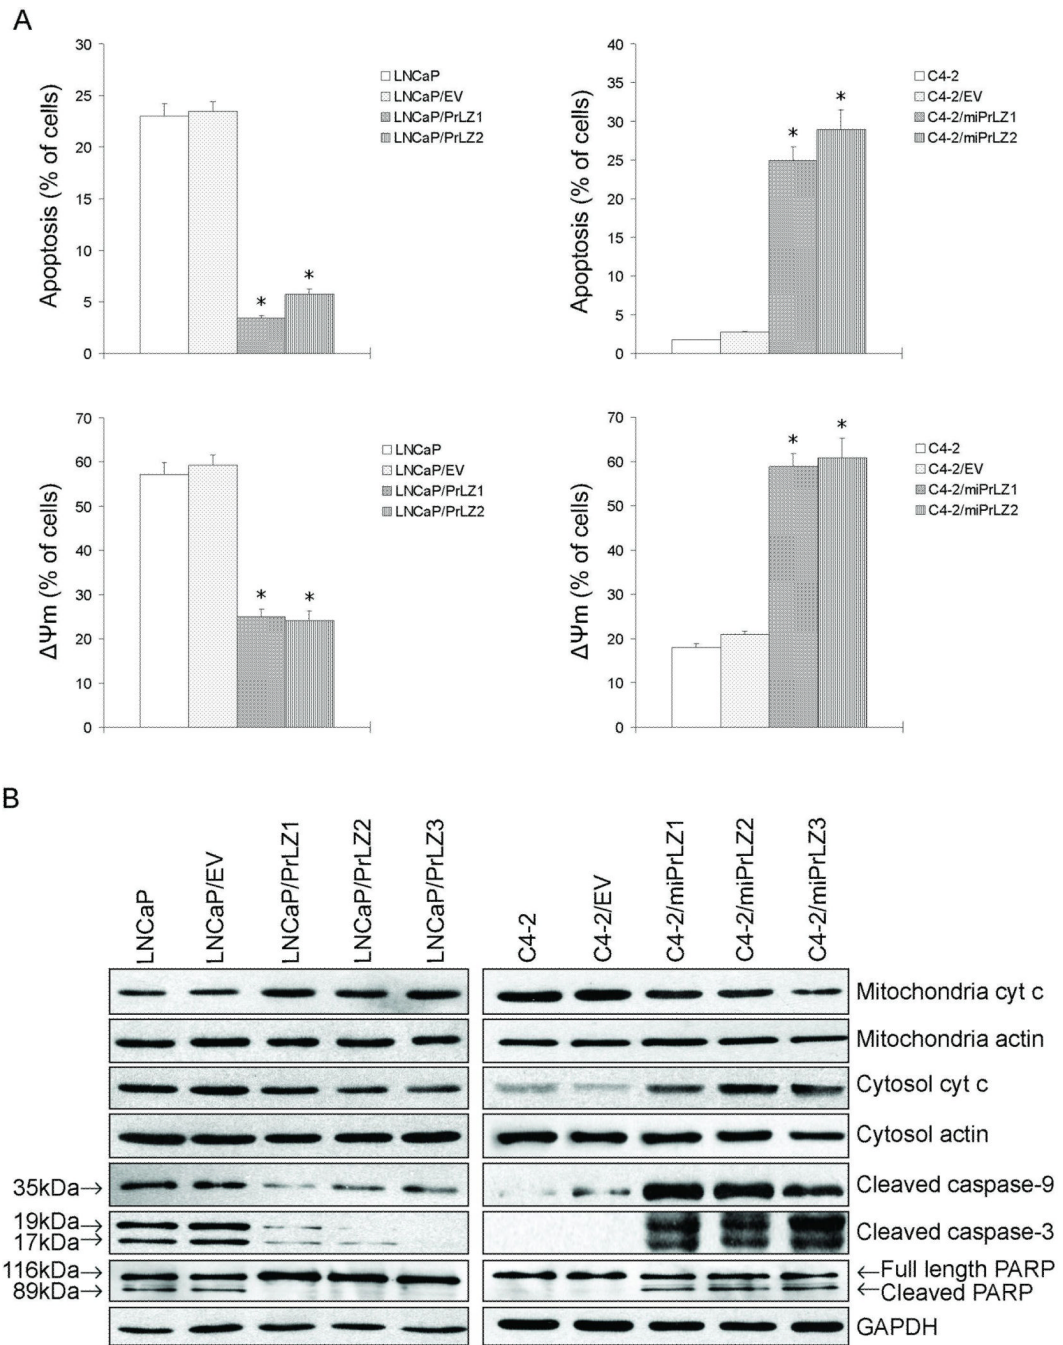 A
30
25
20
15
10
5
0
Apoptosis (% of cells)
*
*
LNCaP
LNCaP/EV
LNCaP/PrLZ1
LNCaP/PrLZ2
40
35
30
25
20
15
10
5
0
Apoptosis (% of cells)
*
*
C4-2
C4-2/EV
C4-2/miPrLZ1
C4-2/miPrLZ2
70
60
50
40
30
20
10
0
ΔΨm (% of cells)
*
*
LNCaP
LNCaP/EV
LNCaP/PrLZ1
LNCaP/PrLZ2
70
60
50
40
30
20
10
0
ΔΨm (% of cells)
*
*
C4-2
C4-2/EV
C4-2/miPrLZ1
C4-2/miPrLZ2
B
LNCaP
LNCaP/EV
LNCaP/PrLZ1
LNCaP/PrLZ2
LNCaP/PrLZ3
C4-2
C4-2/EV
C4-2/miPrLZ1
C4-2/miPrLZ2
C4-2/miPrLZ3
Mitochondria cyt c
Mitochondria actin
Cytosol cyt c
Cytosol actin
35kDa→
Cleaved caspase-9
19kDa→
17kDa→
Cleaved caspase-3
116kDa→
←Full length PARP
89kDa→
←Cleaved PARP
GAPDH